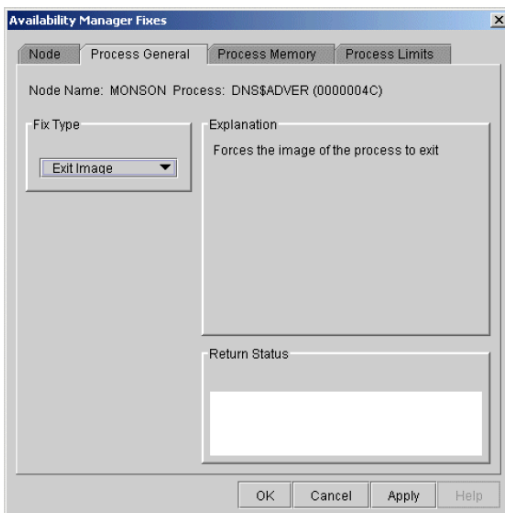 Availability Manager Fixes
Node
Process General
Process Memory
Process Limits
Node Name: MONSON Process: DNS$ADVER (0000004C)
Fix Type
Exit Image
Explanation
Forces the image of the process to exit
Return Status
OK
Cancel
Apply
Help